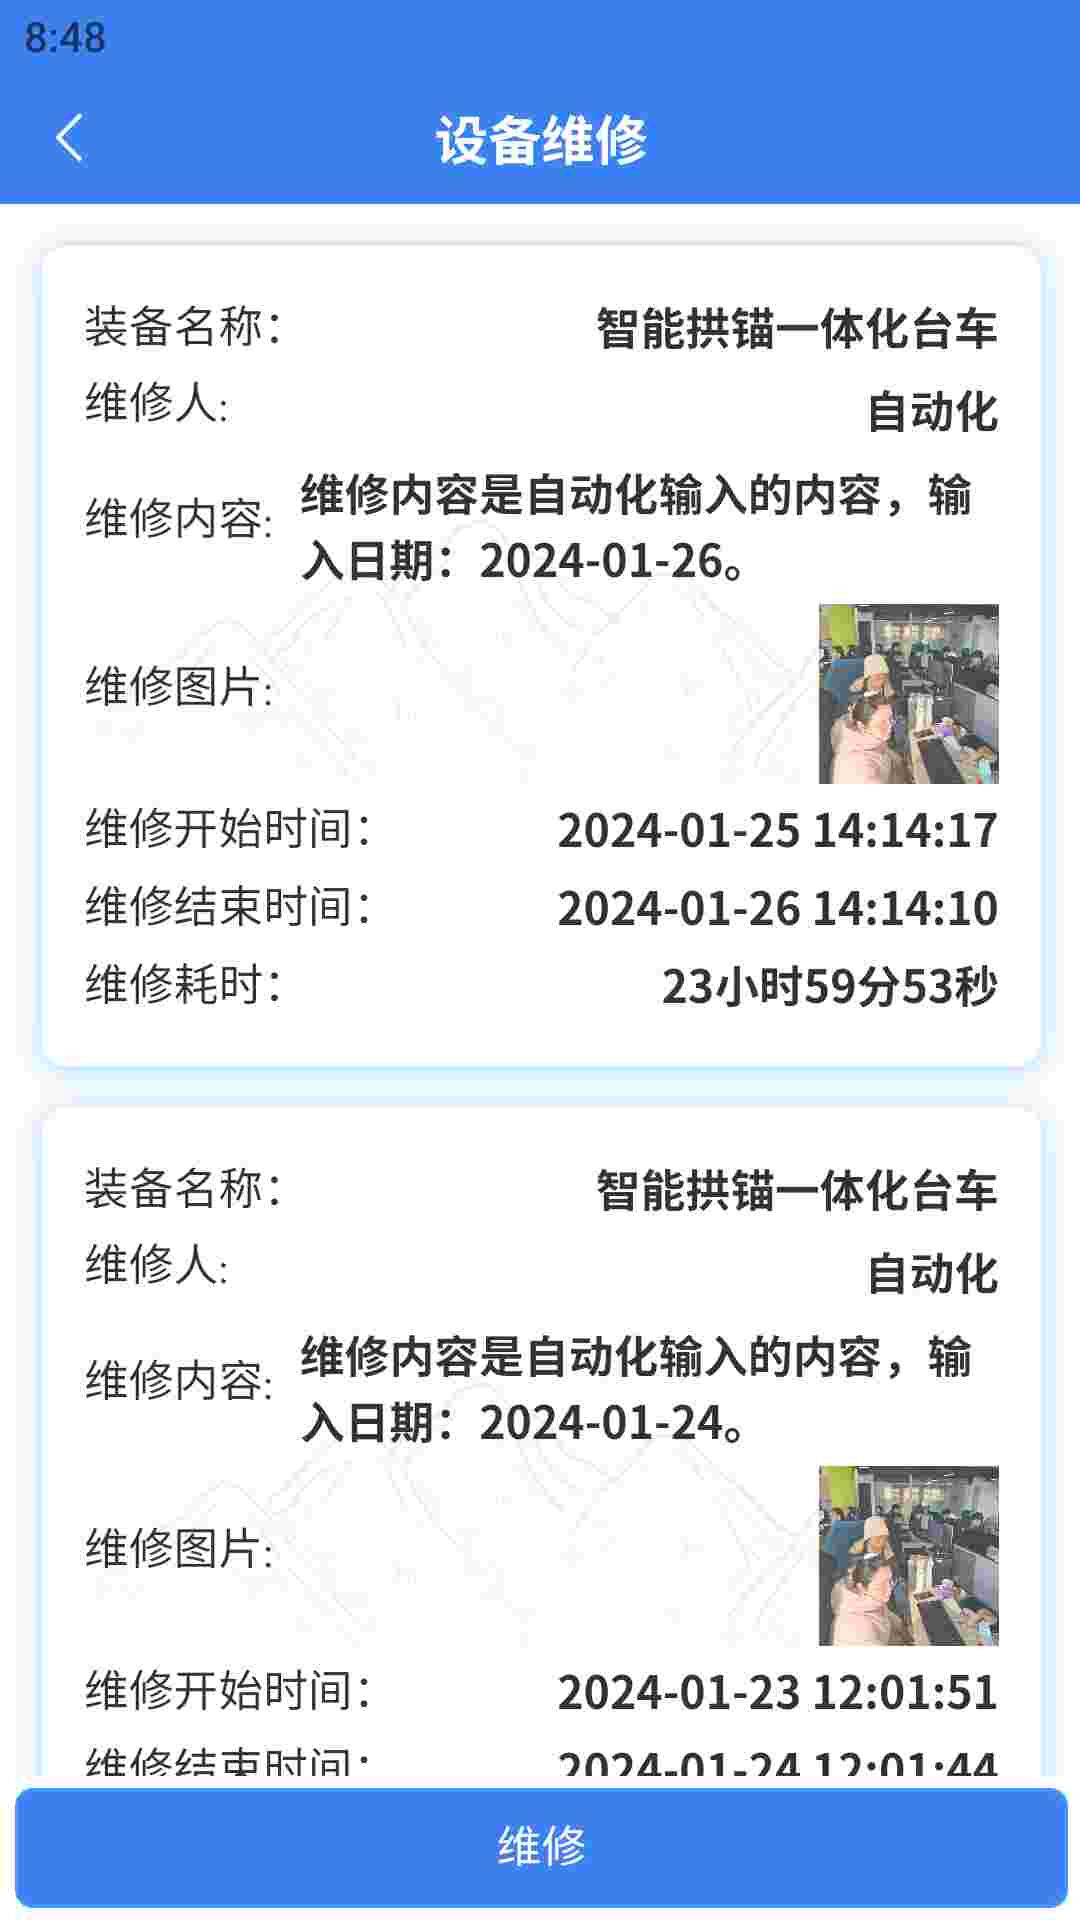 8:48
设备维修
装备名称： 智能拱锚一体化台车
维修人: 自动化
维修内容: 维修内容是自动化输入的内容，输
入日期：2024-01-26。
维修图片:
维修开始时间： 2024-01-25 14:14:17
维修结束时间： 2024-01-26 14:14:10
维修耗时： 23小时59分53秒
装备名称： 智能拱锚一体化台车
维修人: 自动化
维修内容: 维修内容是自动化输入的内容，输
入日期：2024-01-24。
维修图片:
维修开始时间： 2024-01-23 12:01:51
维修结束时间： 2024-01-24 12:01:44
维修